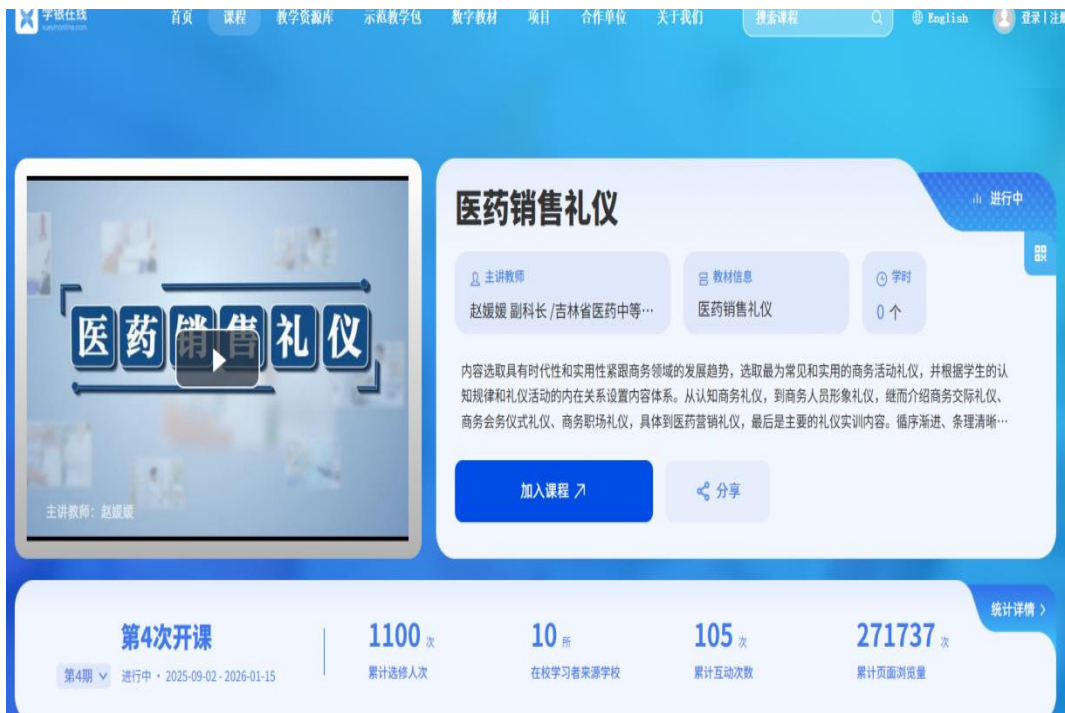 学银在线
xueyinonline.com
首页 课程 教学资源库 示范教学包 数字教材 项目 合作单位 关于我们 搜索课程 English 登录 | 注册
医药销售礼仪
主讲教师：赵媛媛
医药销售礼仪
进行中
主讲教师
赵媛媛 副科长 /吉林省医药中等…
教材信息
医药销售礼仪
学时
0 个
内容选取具有时代性和实用性紧跟商务领域的发展趋势，选取最为常见和实用的商务活动礼仪，并根据学生的认
知规律和礼仪活动的内在关系设置内容体系。从认知商务礼仪，到商务人员形象礼仪，继而介绍商务交际礼仪、
商务会务仪式礼仪、商务职场礼仪，具体到医药营销礼仪，最后是主要的礼仪实训内容。循序渐进、条理清晰…
加入课程
分享
统计详情
第4次开课
第4期 进行中 · 2025-09-02 - 2026-01-15
1100 次
累计选修人次
10 所
在校学习者来源学校
105 次
累计互动次数
271737 次
累计页面浏览量